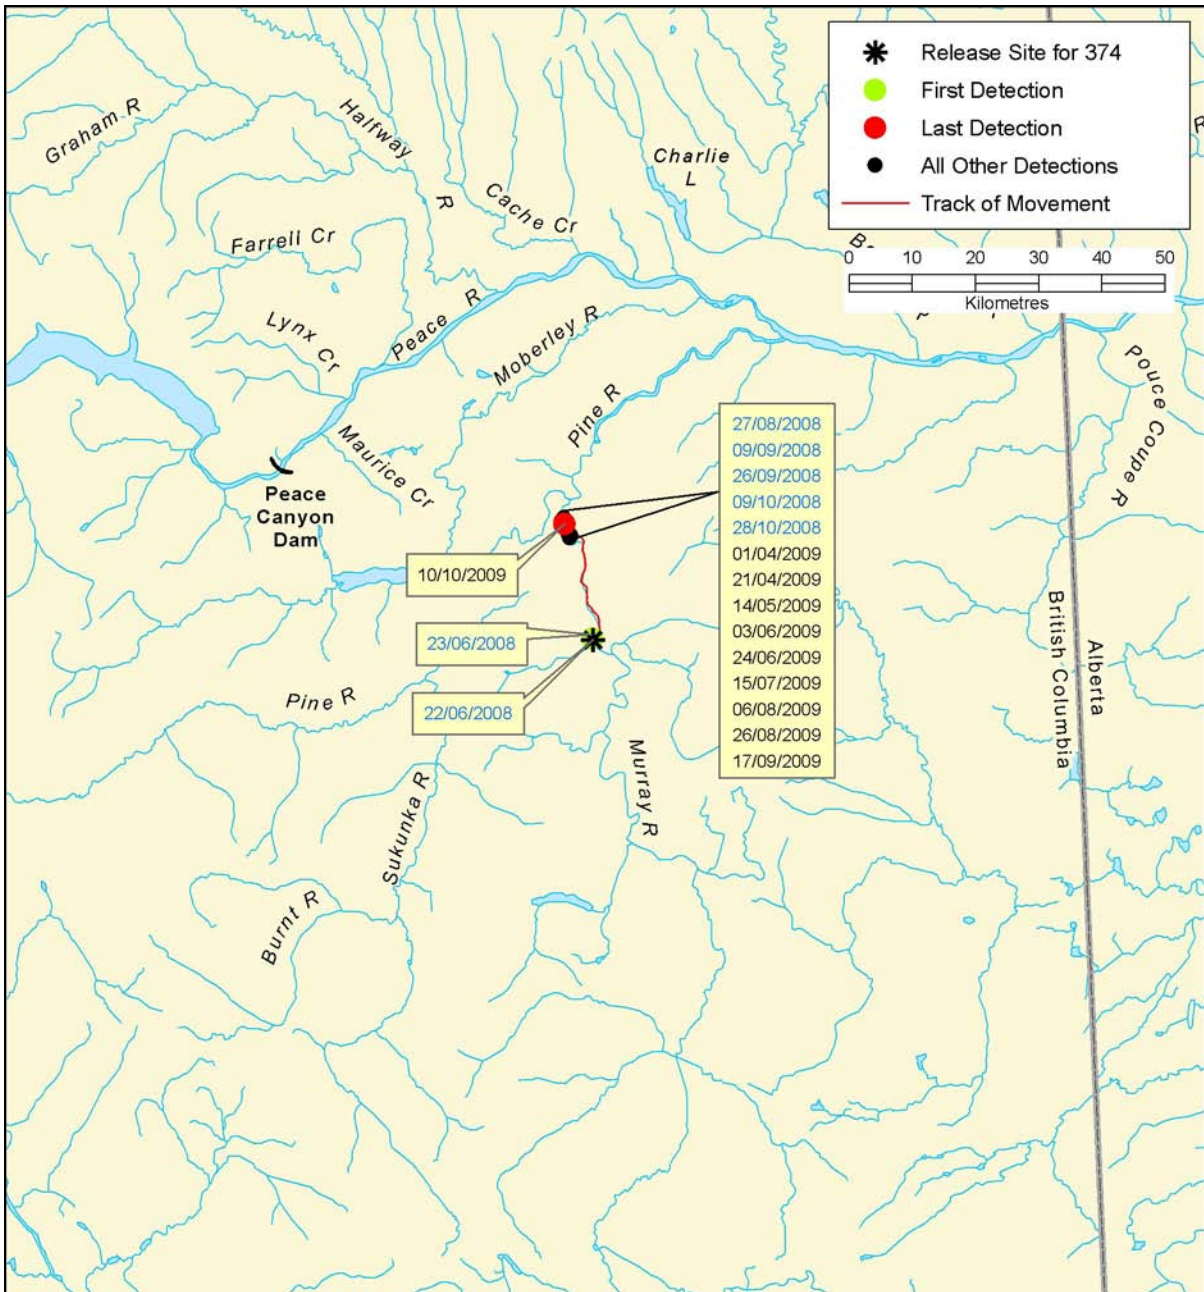 Release Site for 374
First Detection
Last Detection
All Other Detections
Track of Movement
0 10 20 30 40 50
Kilometres
Graham R
Halfway R
Charlie
L
Cache Cr
Farrell Cr
Peace R
Lynx Cr
Moberley R
Pouce Coupe R
Pine R
Maurice Cr
Peace
Canyon
Dam
27/08/2008
09/09/2008
26/09/2008
09/10/2008
28/10/2008
01/04/2009
21/04/2009
14/05/2009
03/06/2009
24/06/2009
15/07/2009
06/08/2009
26/08/2009
17/09/2009
10/10/2009
23/06/2008
22/06/2008
British Columbia
Alberta
Pine R
Murray R
Sukunka R
Burnt R